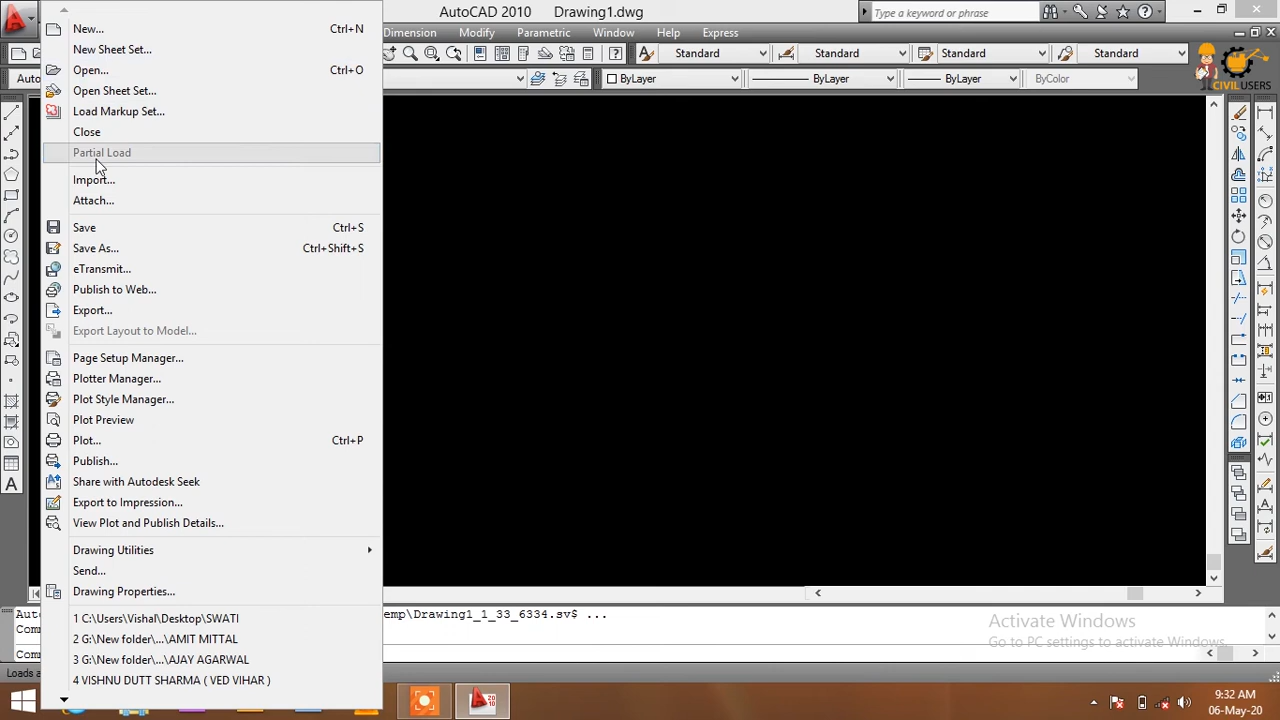 AutoCAD 2010 Drawing1.dwg
Type a keyword or phrase
Dimension Modify Parametric Window Help Express
Standard Standard Standard Standard
ByLayer ByLayer ByLayer ByColor
CIVIL USERS
New... Ctrl+N
New Sheet Set...
Open... Ctrl+O
Open Sheet Set...
Load Markup Set...
Close
Partial Load
Import...
Attach...
Save Ctrl+S
Save As... Ctrl+Shift+S
eTransmit...
Publish to Web...
Export...
Export Layout to Model...
Page Setup Manager...
Plotter Manager...
Plot Style Manager...
Plot Preview
Plot... Ctrl+P
Publish...
Share with Autodesk Seek
Export to Impression...
View Plot and Publish Details...
Drawing Utilities
Send...
Drawing Properties...
1 C:\Users\Vishal\Desktop\SWATI
2 G:\New folder\...\AMIT MITTAL
3 G:\New folder\...\AJAY AGARWAL
4 VISHNU DUTT SHARMA ( VED VIHAR )
Auto
emp\Drawing1_1_33_6334.sv$ ...
Com
Com
Loads a
Activate Windows
Go to PC settings to activate Windows.
9:32 AM
06-May-20